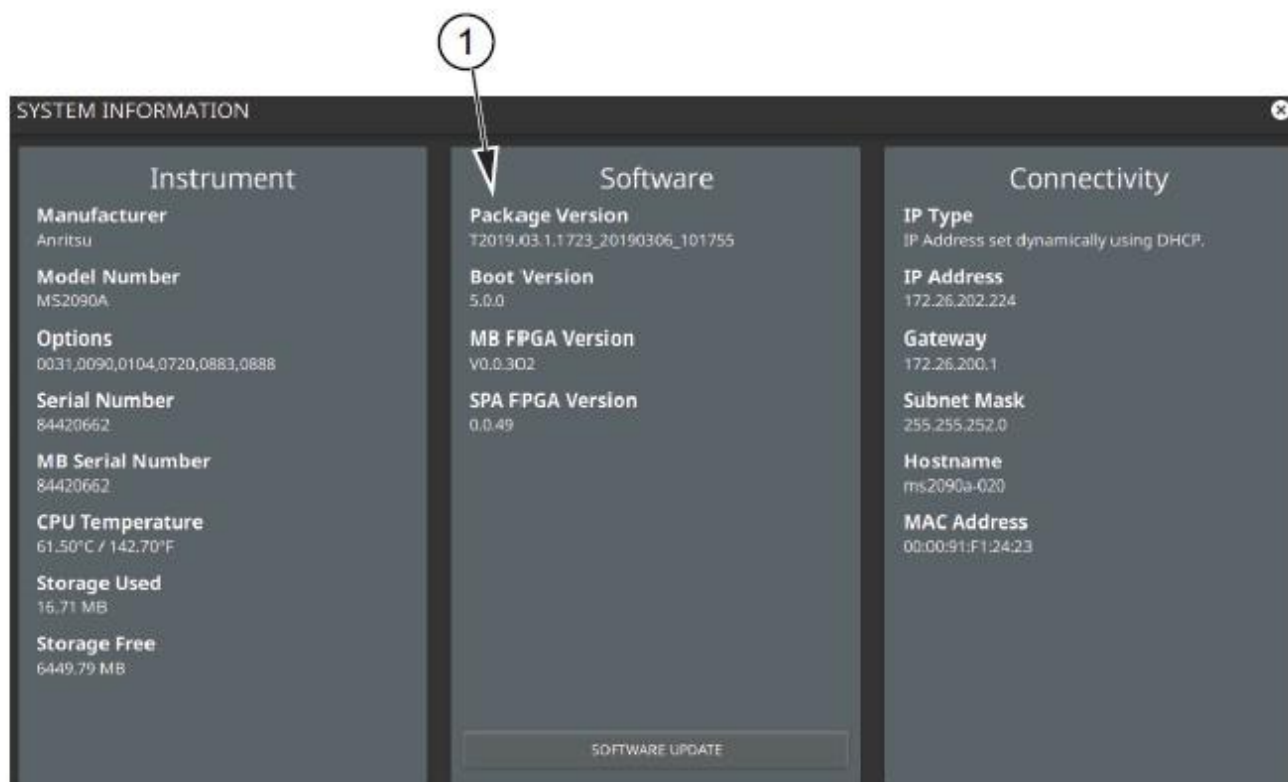 1
SYSTEM INFORMATION
Instrument
Manufacturer
Anritsu
Model Number
MS2090A
Options
0031,0090,0104,0720,0883,0888
Serial Number
84420662
MB Serial Number
84420662
CPU Temperature
61.50°C / 142.70°F
Storage Used
16.71 MB
Storage Free
6449.79 MB
Software
Package Version
T2019.03.1.1723_20190306_101755
Boot Version
5.0.0
MB FPGA Version
V0.0.302
SPA FPGA Version
0.0.49
SOFTWARE UPDATE
Connectivity
IP Type
IP Address set dynamically using DHCP.
IP Address
172.26.202.224
Gateway
172.26.200.1
Subnet Mask
255.255.252.0
Hostname
ms2090a-020
MAC Address
00:00:91:F1:24:23